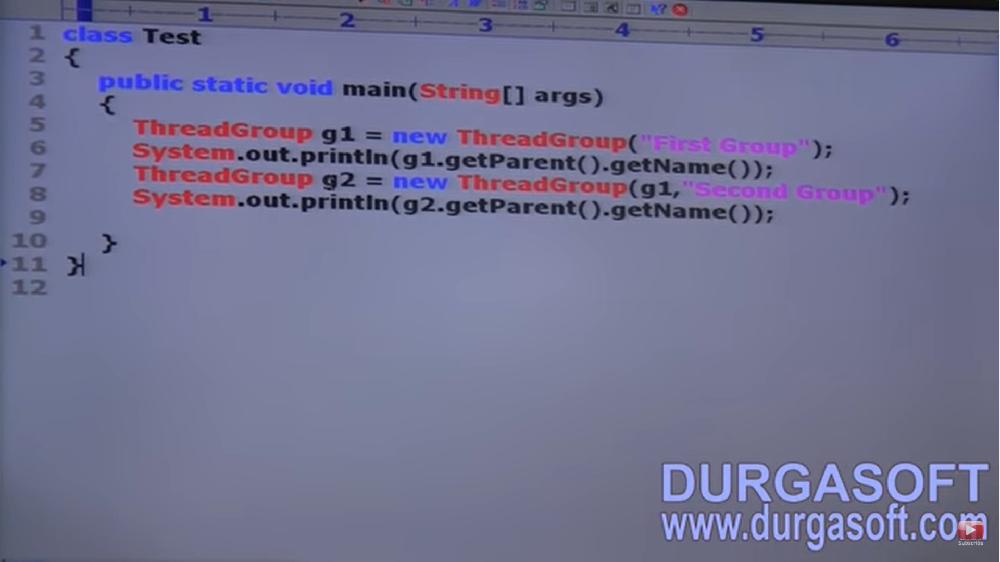 1 2 3 4 5 6
1 class Test
2 {
3 public static void main(String[] args)
4 {
5 ThreadGroup g1 = new ThreadGroup("First Group");
6 System.out.println(g1.getParent().getName());
7 ThreadGroup g2 = new ThreadGroup(g1,"Second Group");
8 System.out.println(g2.getParent().getName());
9
10 }
11 }
12
DURGASOFT
www.durgasoft.com
Subscribe